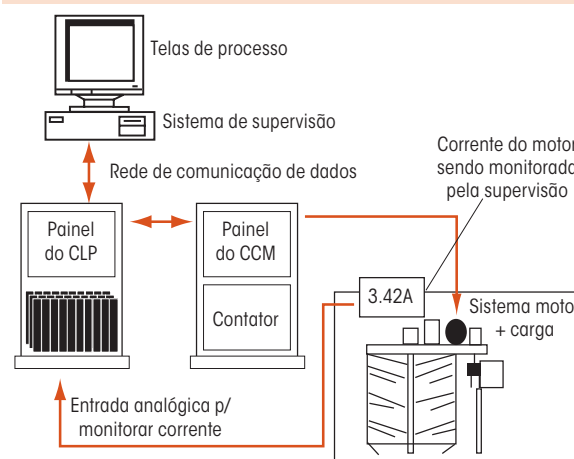 Telas de processo
Sistema de supervisão
Rede de comunicação de dados
Corrente do motor
sendo monitorada
pela supervisão
Painel
do CLP
Painel
do CCM
Contator
3.42A
Sistema moto
+ carga
Entrada analógica p/
monitorar corrente